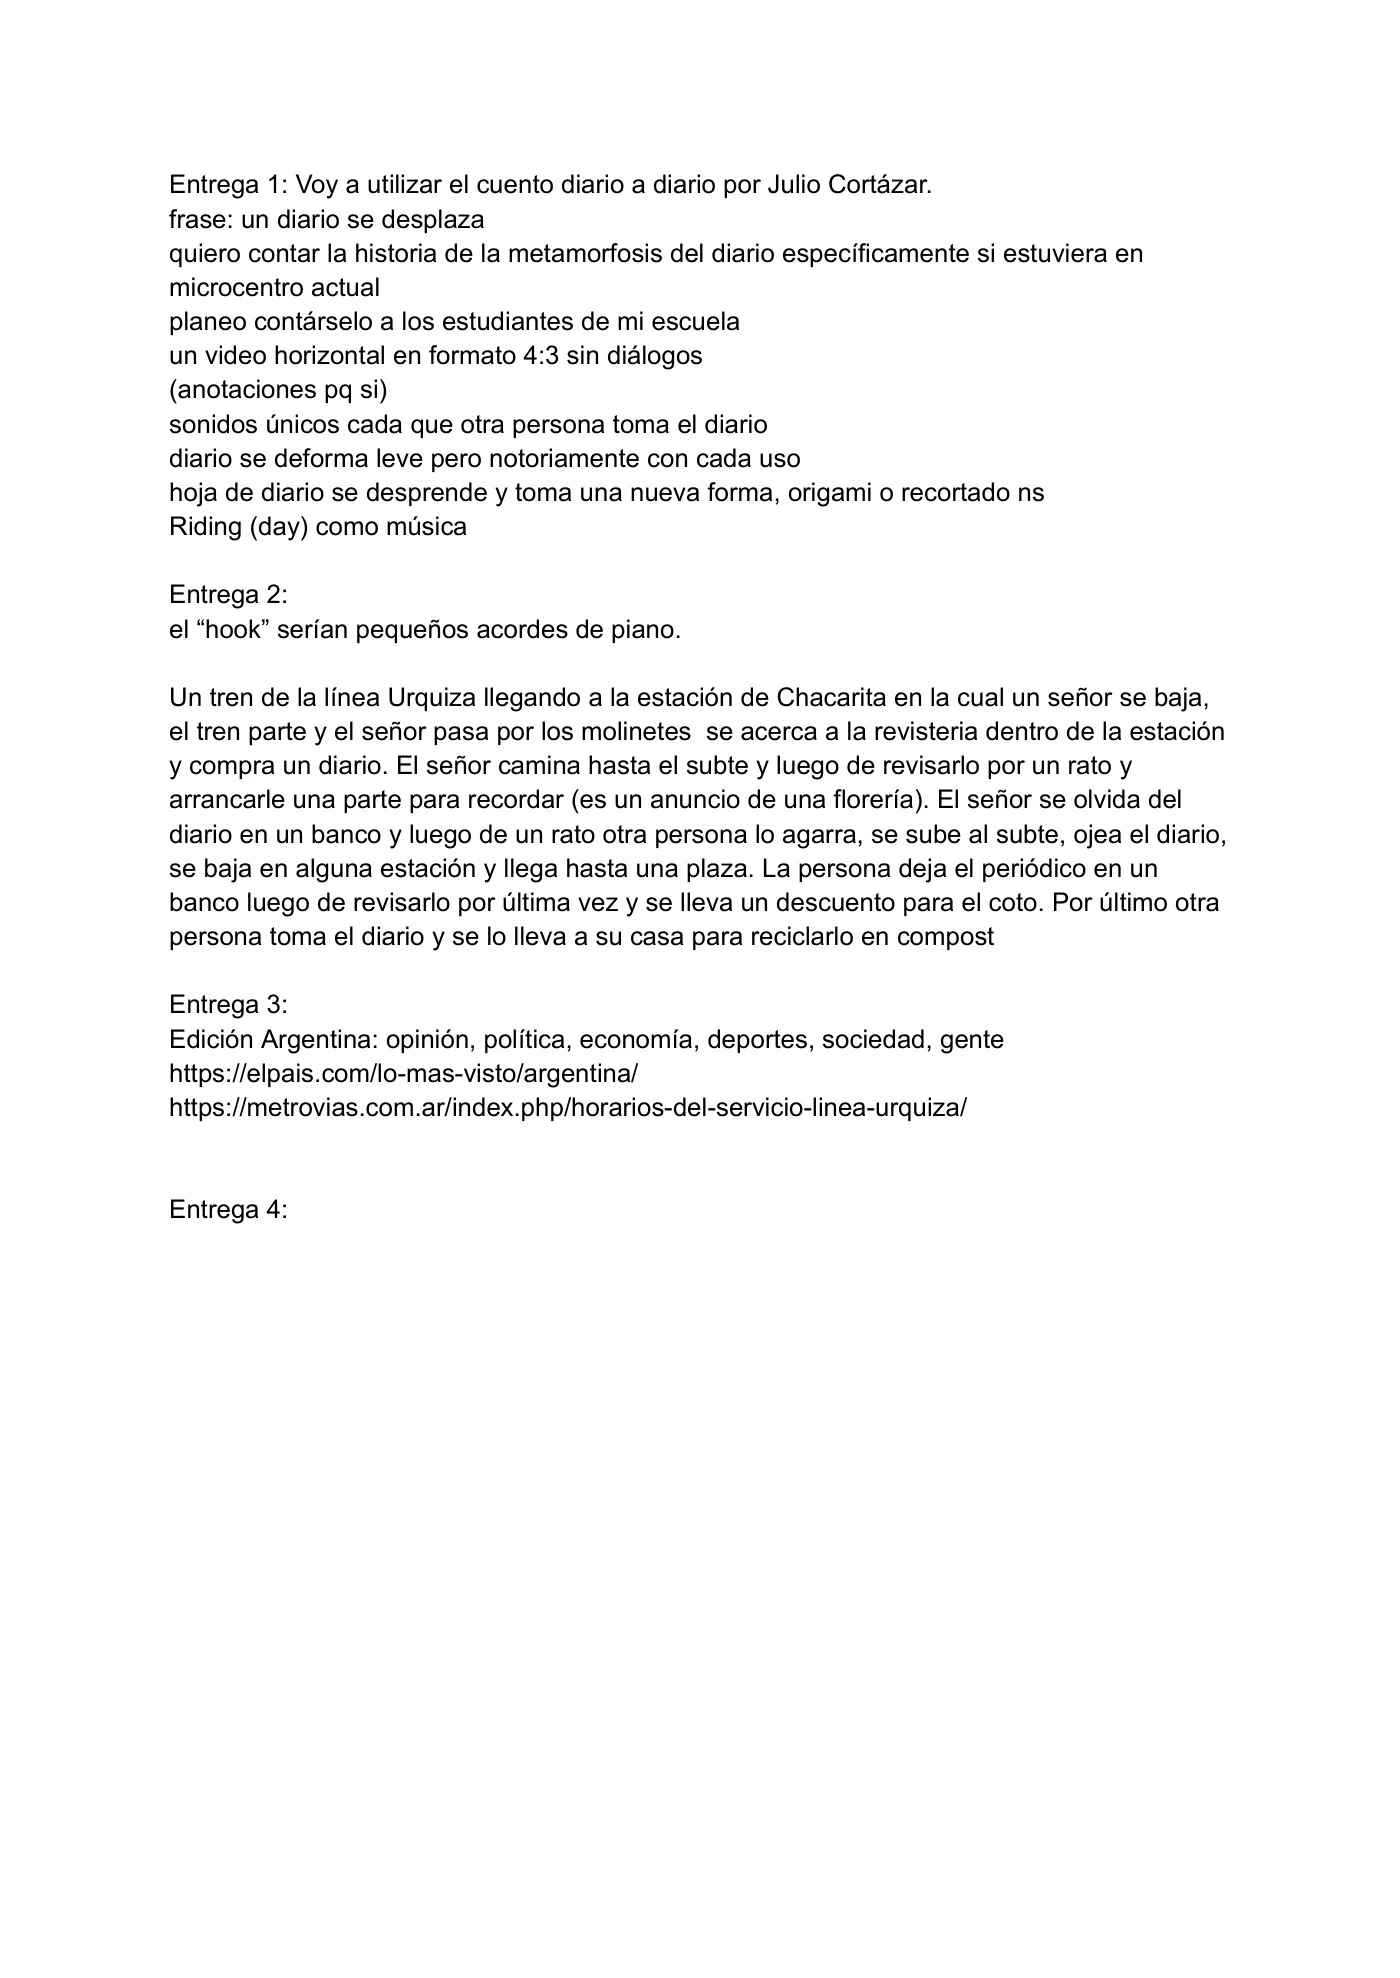 Entrega 1: Voy a utilizar el cuento diario a diario por Julio Cortázar.
frase: un diario se desplaza
quiero contar la historia de la metamorfosis del diario específicamente si estuviera en
microcentro actual
planeo contárselo a los estudiantes de mi escuela
un video horizontal en formato 4:3 sin diálogos
(anotaciones pq si)
sonidos únicos cada que otra persona toma el diario
diario se deforma leve pero notoriamente con cada uso
hoja de diario se desprende y toma una nueva forma, origami o recortado ns
Riding (day) como música
Entrega 2:
el “hook” serían pequeños acordes de piano.
Un tren de la línea Urquiza llegando a la estación de Chacarita en la cual un señor se baja,
el tren parte y el señor pasa por los molinetes  se acerca a la revisteria dentro de la estación
y compra un diario. El señor camina hasta el subte y luego de revisarlo por un rato y
arrancarle una parte para recordar (es un anuncio de una florería). El señor se olvida del
diario en un banco y luego de un rato otra persona lo agarra, se sube al subte, ojea el diario,
se baja en alguna estación y llega hasta una plaza. La persona deja el periódico en un
banco luego de revisarlo por última vez y se lleva un descuento para el coto. Por último otra
persona toma el diario y se lo lleva a su casa para reciclarlo en compost
Entrega 3:
Edición Argentina: opinión, política, economía, deportes, sociedad, gente
https://elpais.com/lo-mas-visto/argentina/
https://metrovias.com.ar/index.php/horarios-del-servicio-linea-urquiza/
Entrega 4: